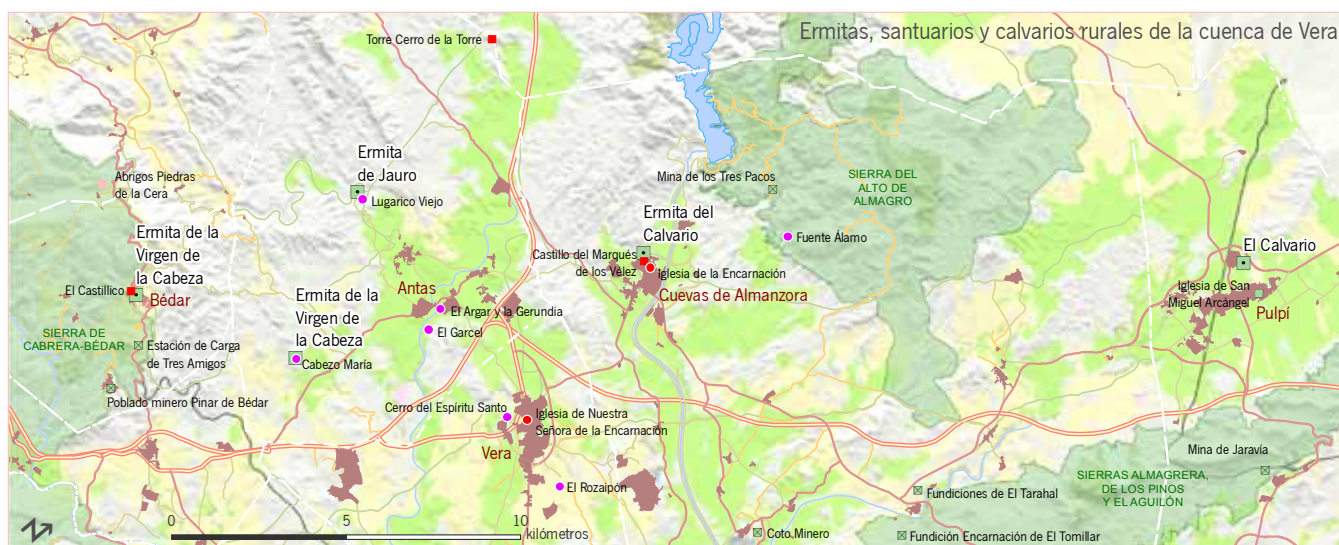 Ermitas, santuarios y calvarios rurales de la cuenca de Vera
Torre Cerro de la Torre
Ermita
de Jauro
Lugarico Viejo
Abrigos Piedras
de la Cera
Mina de los Tres Pacos
SIERRA DEL
ALTO DE
ALMAGRO
Ermita del
Calvario
Fuente Álamo
Ermita de la
Virgen de
la Cabeza
El Castillico
Bédar
Castillo del Marqués
de los Vélez
Iglesia de la Encarnación
Cuevas de Almanzora
El Calvario
Iglesia de San
Miguel Arcángel
Pulpí
Antas
El Argar y la Gerundia
El Garcel
Ermita de la
Virgen de
la Cabeza
Cabezo María
SIERRA DE
CABRERA-BÉDAR
Estación de Carga
de Tres Amigos
Poblado minero Pinar de Bédar
Cerro del Espíritu Santo
Iglesia de Nuestra
Señora de la Encarnación
Vera
El Rozaipón
Mina de Jaravía
SIERRAS ALMAGRERA,
DE LOS PINOS
Y EL AGUILÓN
Fundiciones de El Tarahal
Coto Minero
Fundición Encarnación de El Tomillar
N
0 5 10
kilómetros